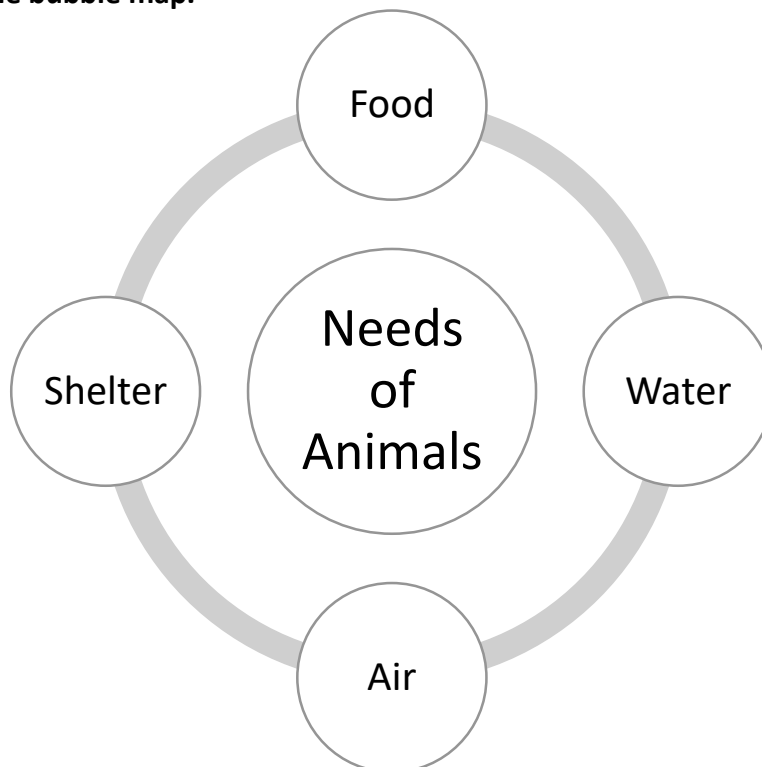 bubble map.
Food
Shelter
Needs
of
Animals
Water
Air